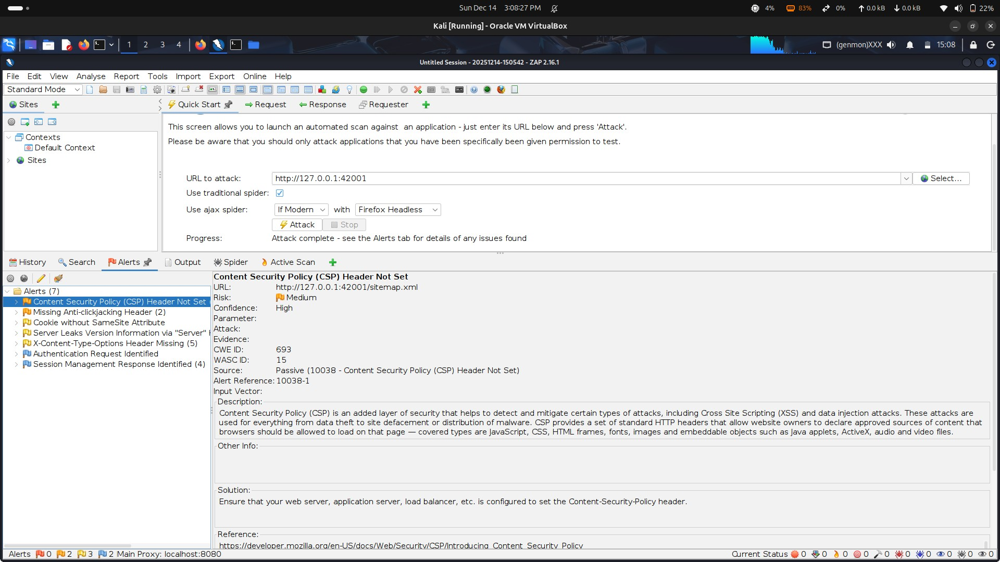 Sun Dec 14 3:08:27 PM 4% 83% 0% 0.0 kB 0.0 kB 22%
Kali [Running] - Oracle VM VirtualBox
1 2 3 4 (genmon)XXX 15:08
Untitled Session - 20251214-150542 - ZAP 2.16.1
File Edit View Analyse Report Tools Import Export Online Help
Standard Mode
Sites Quick Start Request Response Requester
This screen allows you to launch an automated scan against an application - just enter its URL below and press 'Attack'.
Please be aware that you should only attack applications that you have been specifically been given permission to test.
Contexts
Default Context
Sites
URL to attack: http://127.0.0.1:42001 Select...
Use traditional spider:
Use ajax spider: If Modern with Firefox Headless
Attack Stop
Progress: Attack complete - see the Alerts tab for details of any issues found
History Search Alerts Output Spider Active Scan
Alerts (7)
Content Security Policy (CSP) Header Not Set (
Missing Anti-clickjacking Header (2)
Cookie without SameSite Attribute
Server Leaks Version Information via "Server" H
X-Content-Type-Options Header Missing (5)
Authentication Request Identified
Session Management Response Identified (4)
Content Security Policy (CSP) Header Not Set
URL: http://127.0.0.1:42001/sitemap.xml
Risk: Medium
Confidence: High
Parameter:
Attack:
Evidence:
CWE ID: 693
WASC ID: 15
Source: Passive (10038 - Content Security Policy (CSP) Header Not Set)
Alert Reference: 10038-1
Input Vector:
Description:
Content Security Policy (CSP) is an added layer of security that helps to detect and mitigate certain types of attacks, including Cross Site Scripting (XSS) and data injection attacks. These attacks are
used for everything from data theft to site defacement or distribution of malware. CSP provides a set of standard HTTP headers that allow website owners to declare approved sources of content that
browsers should be allowed to load on that page — covered types are JavaScript, CSS, HTML frames, fonts, images and embeddable objects such as Java applets, ActiveX, audio and video files.
Other Info:
Solution:
Ensure that your web server, application server, load balancer, etc. is configured to set the Content-Security-Policy header.
Reference:
https://developer.mozilla.org/en-US/docs/Web/Security/CSP/Introducing_Content_Security_Policy
Alerts 0 2 3 2 Main Proxy: localhost:8080 Current Status 0 0 0 0 0 0 0 0 0 0